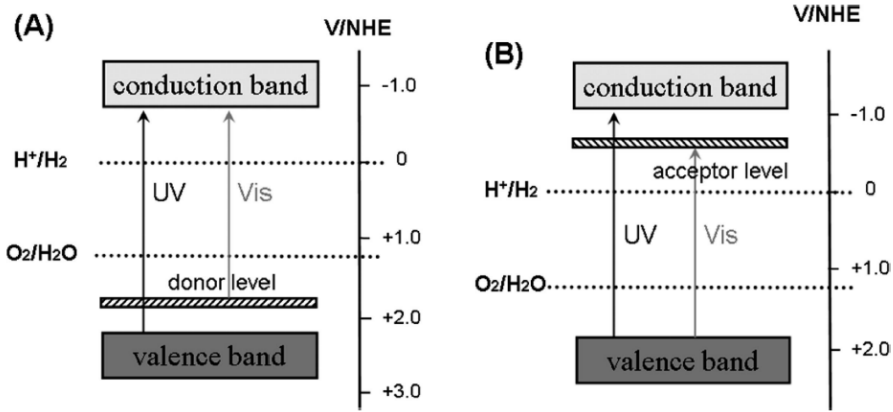 (A)
V/NHE
conduction band
-1.0
H+/H2
0
UV
Vis
+1.0
O2/H2O
donor level
+2.0
valence band
+3.0
(B)
V/NHE
conduction band
-1.0
acceptor level
H+/H2
0
UV
Vis
+1.0
O2/H2O
valence band
+2.0